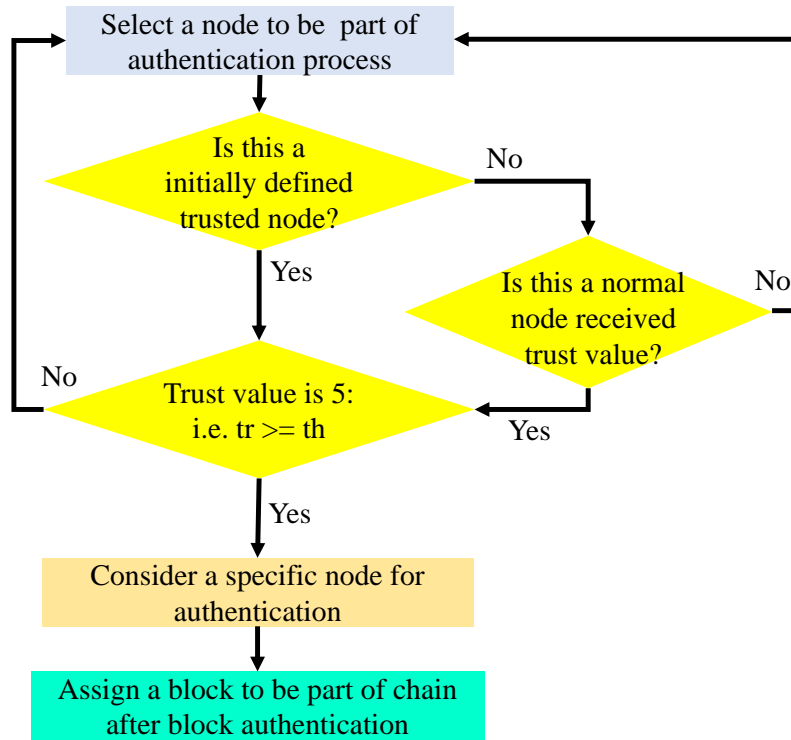 Select a node to be  part of
authentication process
Is this a
initially defined
trusted node?
No
Yes
Is this a normal
node received
trust value?
No
Yes
No
Trust value is 5:
i.e. tr >= th
Yes
Consider a specific node for
authentication
Assign a block to be part of chain
after block authentication